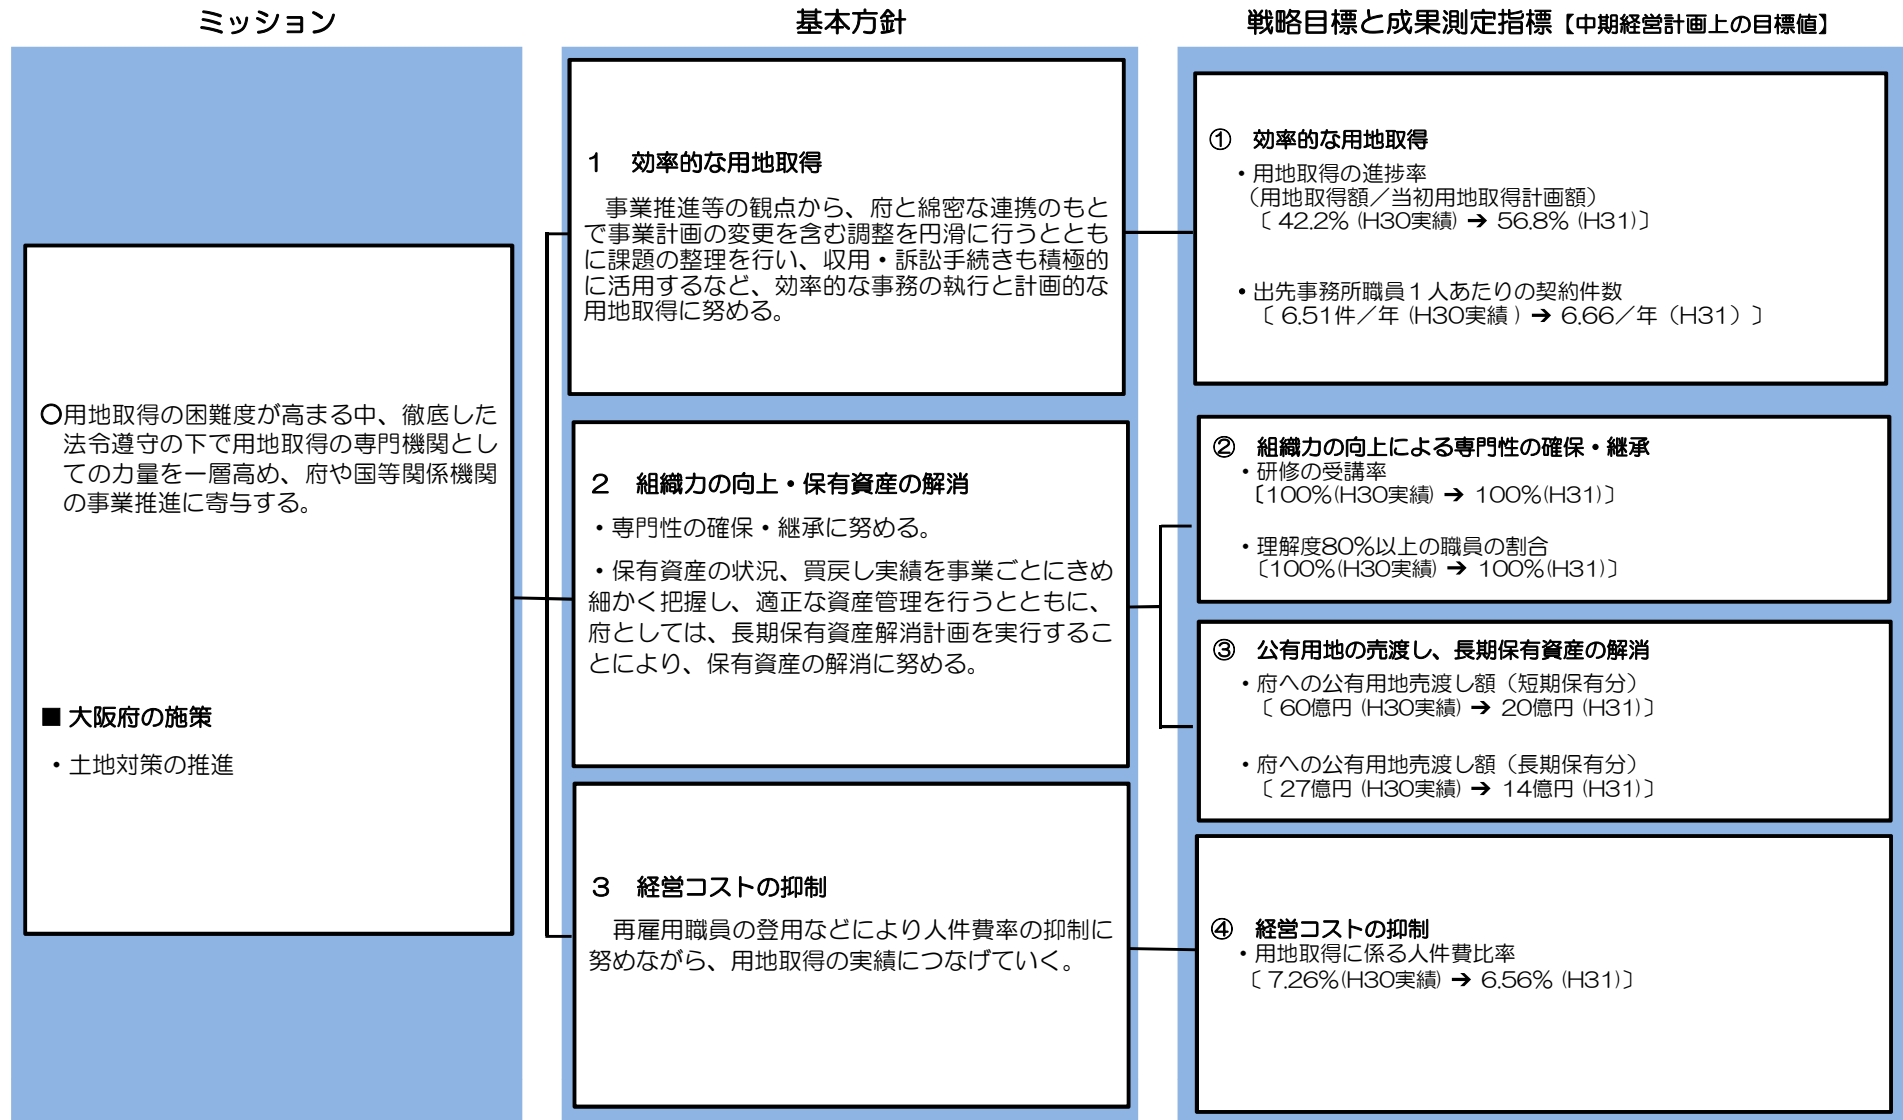 ミッション
○用地取得の困難度が高まる中、徹底した
法令遵守の下で用地取得の専門機関とし
ての力量を一層高め、府や国等関係機関
の事業推進に寄与する。
■ 大阪府の施策
・土地対策の推進
基本方針
1　効率的な用地取得
事業推進等の観点から、府と綿密な連携のもと
で事業計画の変更を含む調整を円滑に行うととも
に課題の整理を行い、収用・訴訟手続きも積極的
に活用するなど、効率的な事務の執行と計画的な
用地取得に努める。
2　組織力の向上・保有資産の解消
・専門性の確保・継承に努める。
・保有資産の状況、買戻し実績を事業ごとにきめ
細かく把握し、適正な資産管理を行うとともに、
府としては、長期保有資産解消計画を実行するこ
とにより、保有資産の解消に努める。
3　経営コストの抑制
再雇用職員の登用などにより人件費率の抑制に
努めながら、用地取得の実績につなげていく。
戦略目標と成果測定指標【中期経営計画上の目標値】
①　効率的な用地取得
・用地取得の進捗率
（用地取得額／当初用地取得計画額）
〔 42.2% (H30実績) ➔ 56.8% (H31)〕
・出先事務所職員１人あたりの契約件数
〔 6.51件／年 (H30実績 ) ➔ 6.66／年（H31）〕
②　組織力の向上による専門性の確保・継承
・研修の受講率
〔100%(H30実績) ➔ 100%(H31)〕
・理解度80%以上の職員の割合
〔100%(H30実績) ➔ 100%(H31)〕
③　公有用地の売渡し、長期保有資産の解消
・府への公有用地売渡し額（短期保有分）
〔 60億円 (H30実績) ➔ 20億円 (H31)〕
・府への公有用地売渡し額（長期保有分）
〔 27億円 (H30実績) ➔ 14億円 (H31)〕
④　経営コストの抑制
・用地取得に係る人件費比率
〔 7.26%(H30実績) ➔ 6.56% (H31)〕